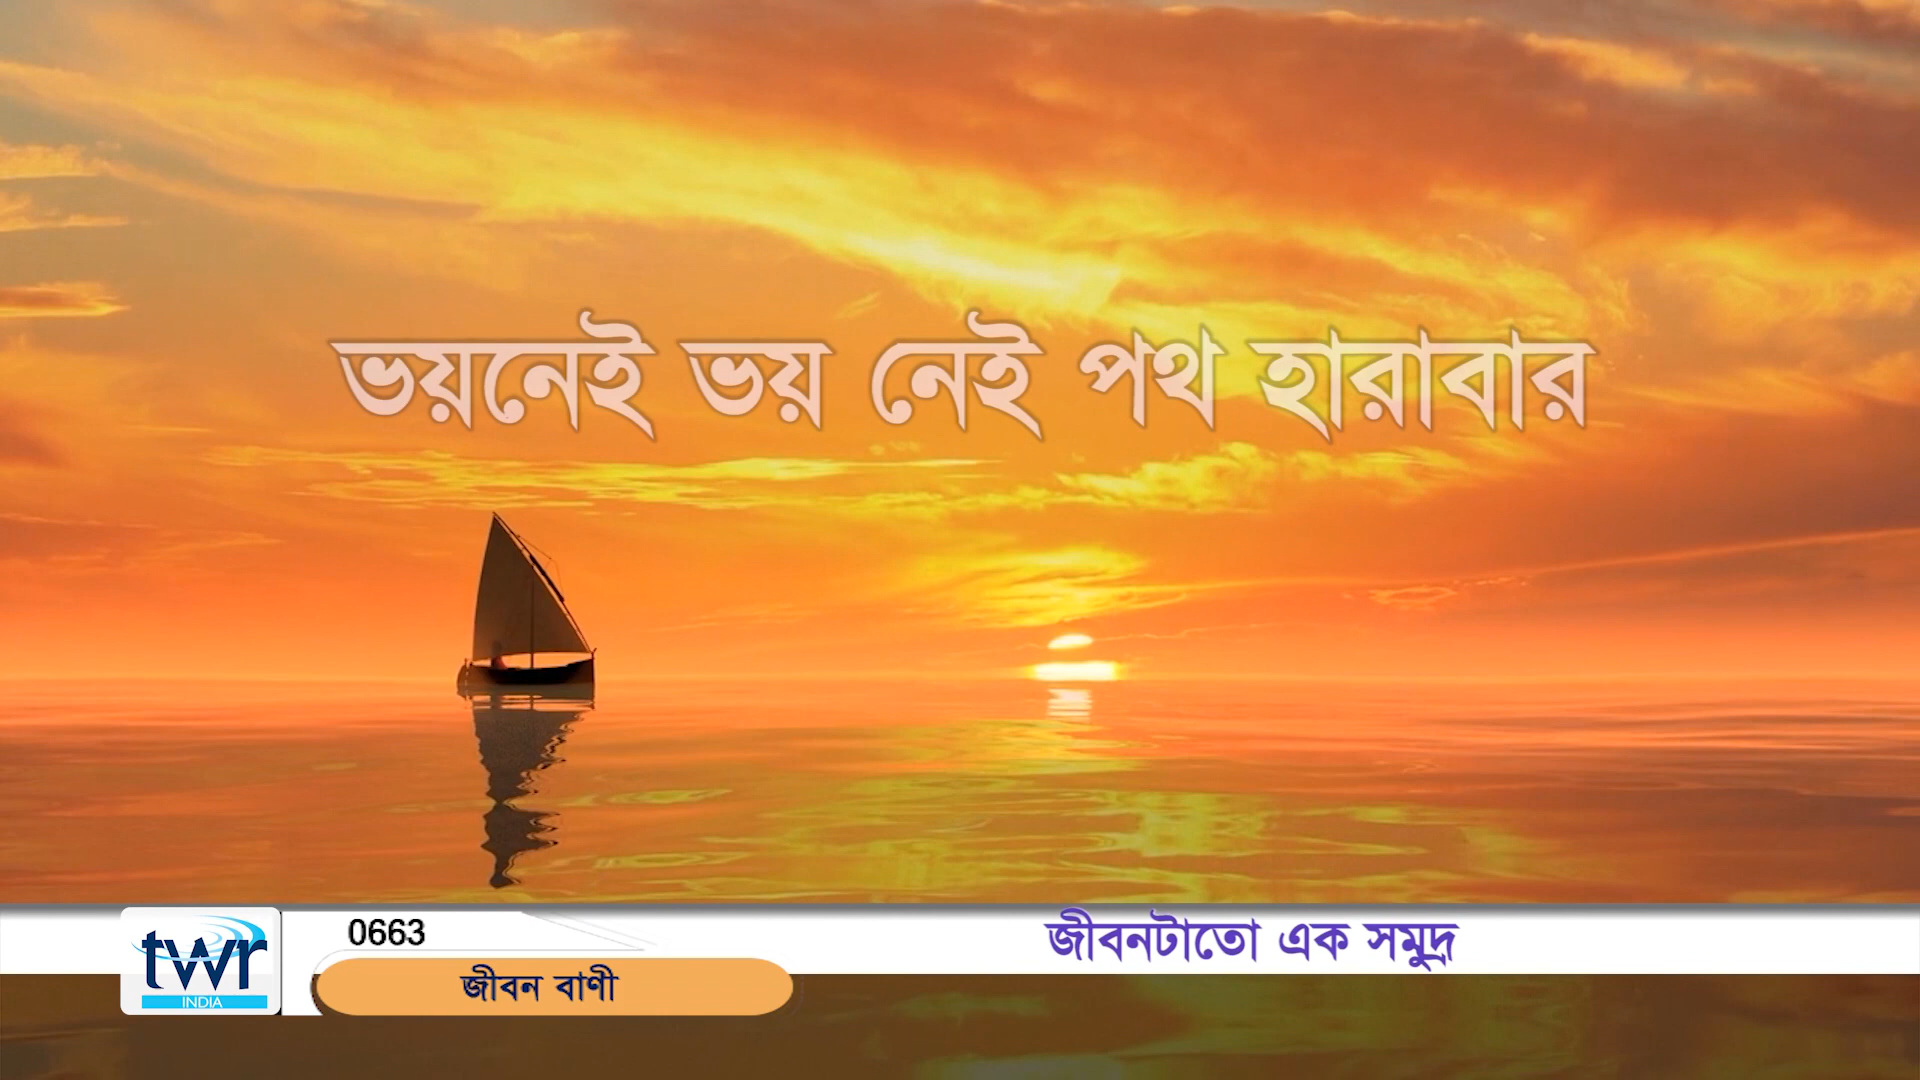 ভয়নেই ভয় নেই পথ হারাবার
twr
INDIA
0663
জীবন বাণী
জীবনটাতো এক সমুদ্র